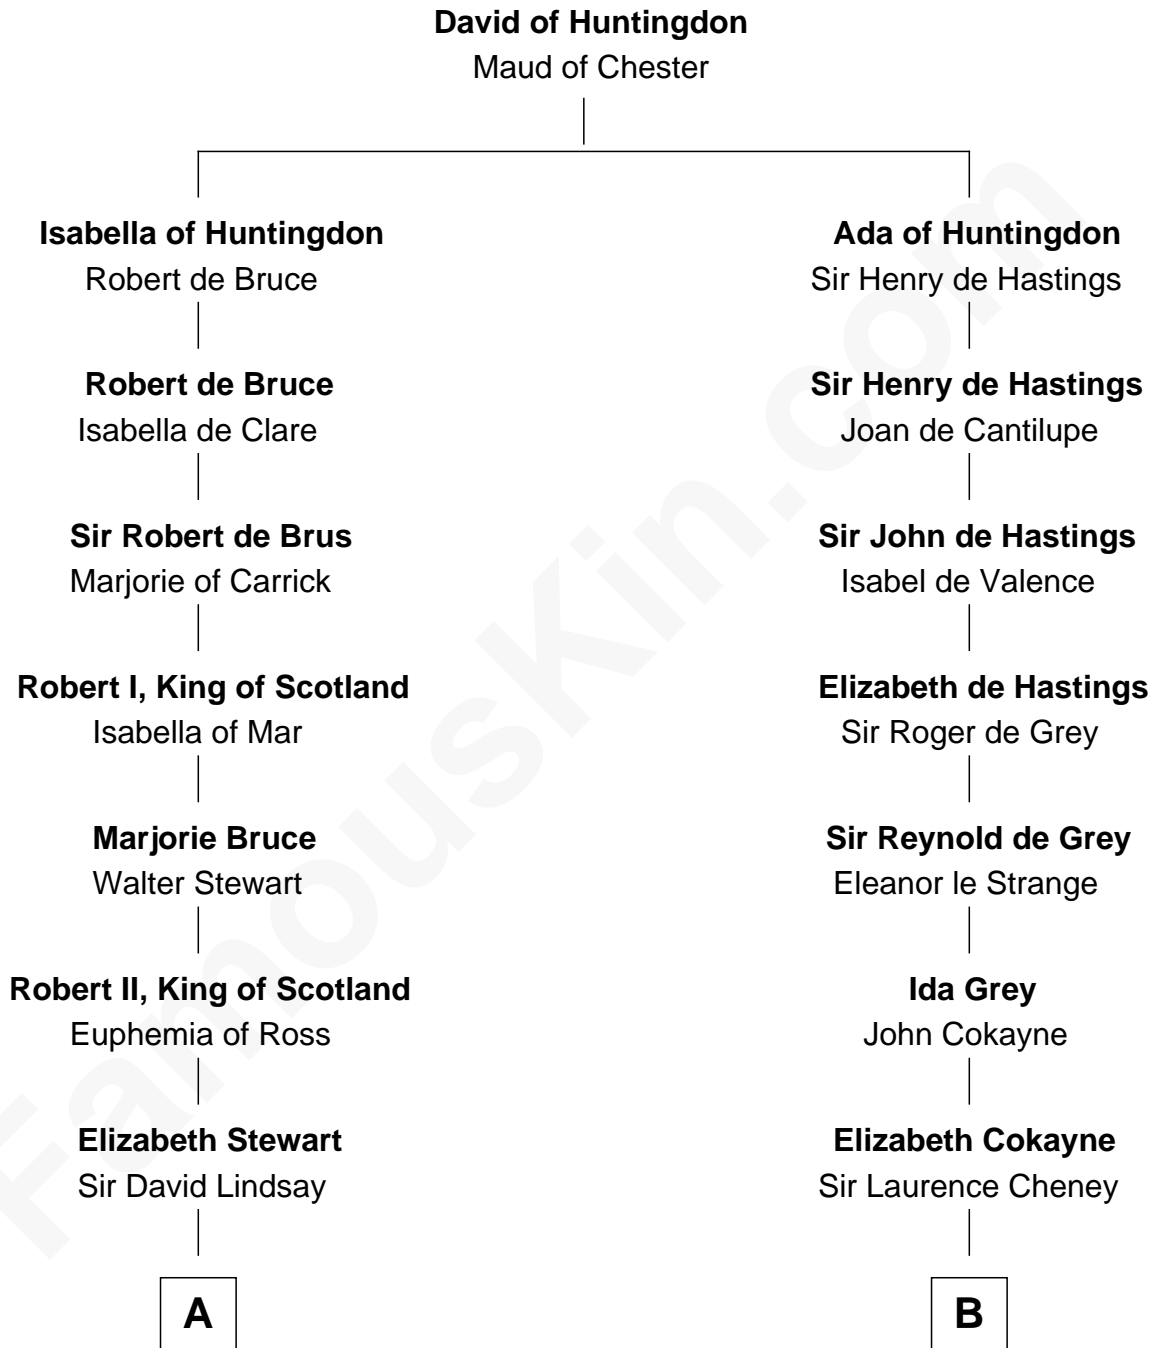 David of Huntingdon
Maud of Chester
Isabella of Huntingdon
Robert de Bruce
Robert de Bruce
Isabella de Clare
Sir Robert de Brus
Marjorie of Carrick
Robert I, King of Scotland
Isabella of Mar
Marjorie Bruce
Walter Stewart
Robert II, King of Scotland
Euphemia of Ross
Elizabeth Stewart
Sir David Lindsay
A
Ada of Huntingdon
Sir Henry de Hastings
Sir Henry de Hastings
Joan de Cantilupe
Sir John de Hastings
Isabel de Valence
Elizabeth de Hastings
Sir Roger de Grey
Sir Reynold de Grey
Eleanor le Strange
Ida Grey
John Cokayne
Elizabeth Cokayne
Sir Laurence Cheney
B
FamousKin.com